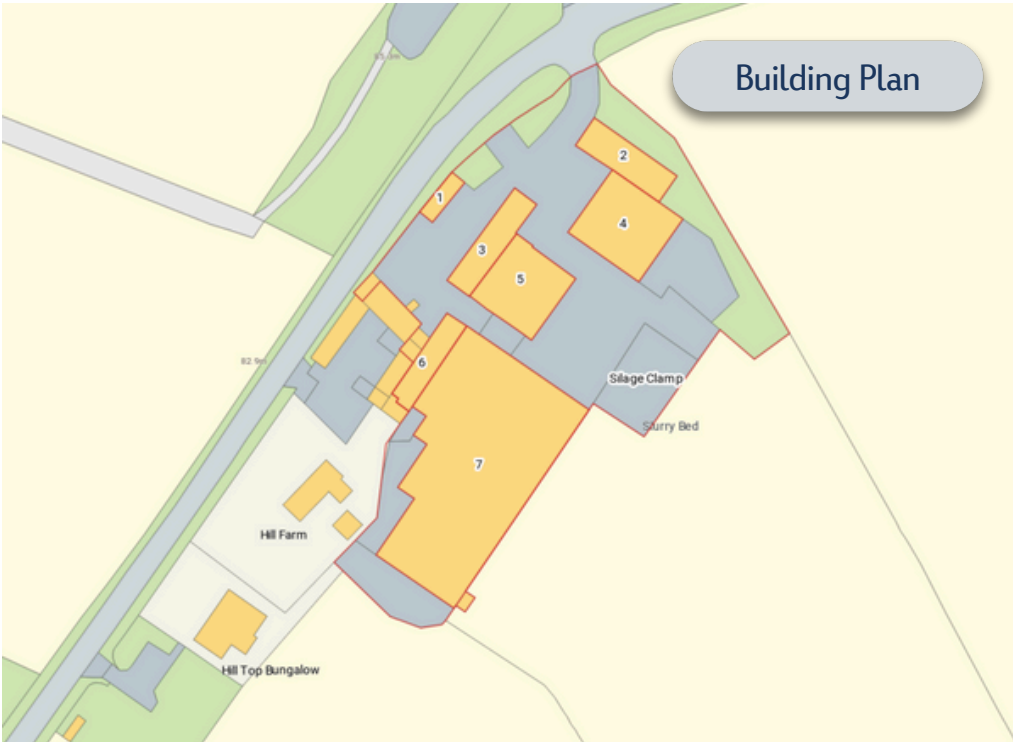 Building Plan
2
1
4
3
5
82.9m
6
Silage Clamp
Slurry Bed
7
Hill Farm
Hill Top Bungalow